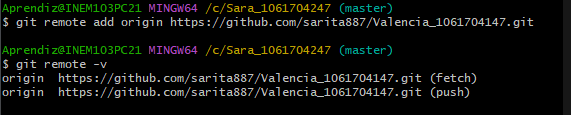 Aprendiz@INEM103PC21 MINGW64 /c/Sara_1061704247 (master)
$ git remote add origin https://github.com/sarita887/Valencia_1061704147.git
Aprendiz@INEM103PC21 MINGW64 /c/Sara_1061704247 (master)
$ git remote -v
origin  https://github.com/sarita887/Valencia_1061704147.git (fetch)
origin  https://github.com/sarita887/Valencia_1061704147.git (push)